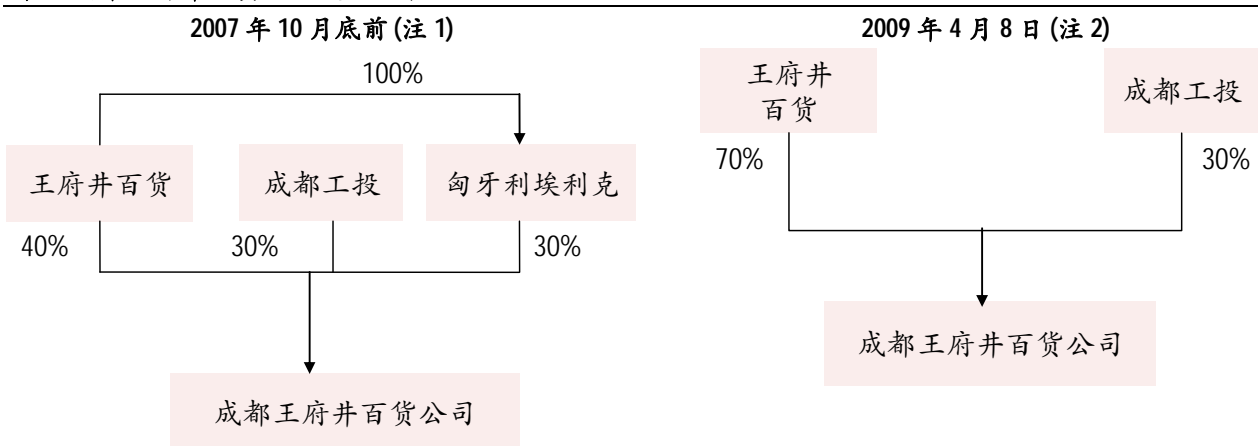 2007 年 10 月底前 (注 1)
100%
王府井百货
成都工投
匈牙利埃利克
40%
30%
30%
成都王府井百货公司
2009 年 4 月 8 日 (注 2)
王府井
百货
成都工投
70%
30%
成都王府井百货公司